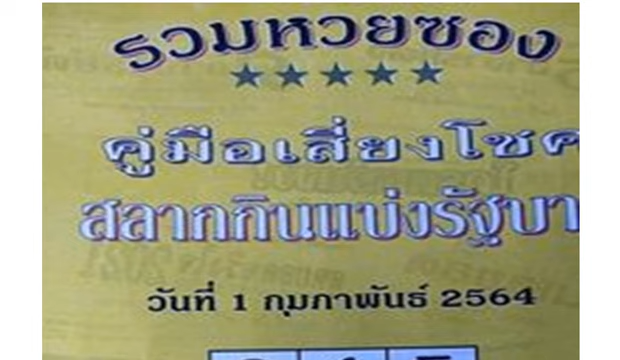 รวมหวยซอง
★★★★★
คู่มือเสี่ยงโชค
สลากกินแบ่งรัฐบา
วันที่ 1 กุมภาพันธ์ 2564